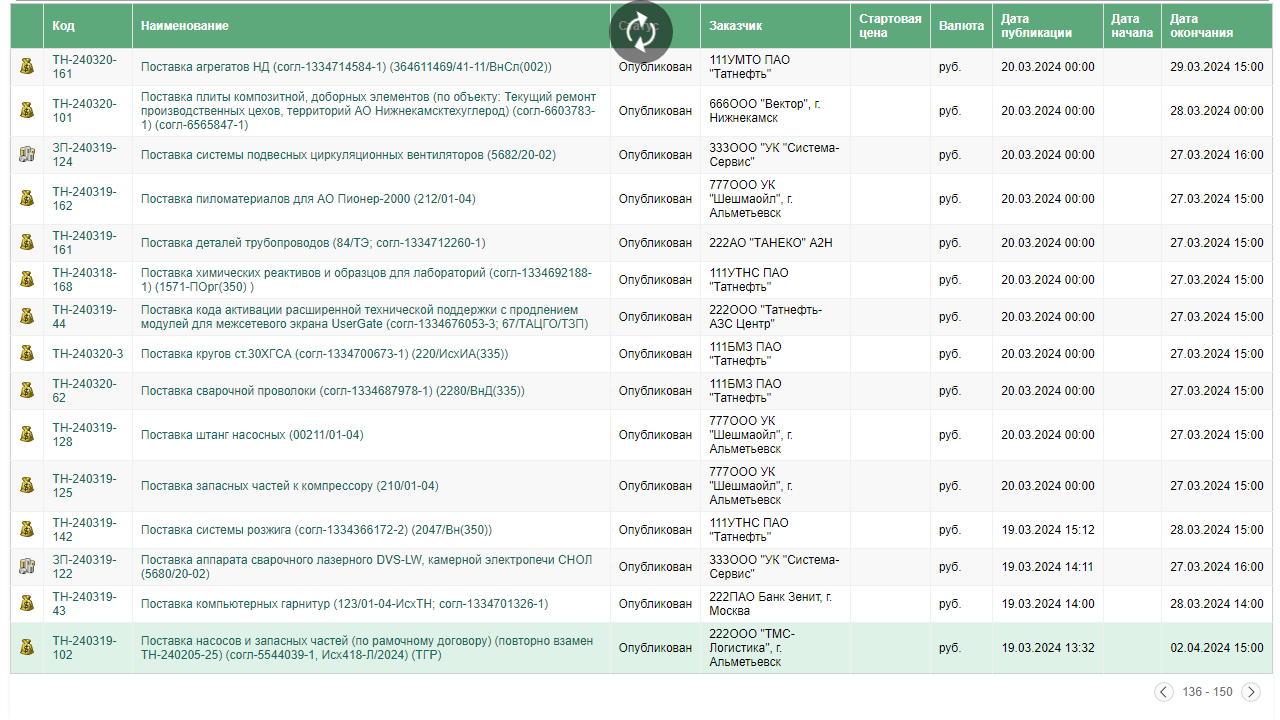 Код Наименование Статус Заказчик Стартовая цена Валюта Дата публикации Дата начала Дата окончания
ТН-240320-161 Поставка агрегатов НД (согл-1334714584-1) (364611469/41-11/ВнСл(002)) Опубликован 111УМТО ПАО "Татнефть" руб. 20.03.2024 00:00 29.03.2024 15:00
ТН-240320-101 Поставка плиты композитной, доборных элементов (по объекту: Текущий ремонт производственных цехов, территорий АО Нижнекамсктехуглерод) (согл-6603783-1) (согл-6565847-1) Опубликован 666ООО "Вектор", г. Нижнекамск руб. 20.03.2024 00:00 28.03.2024 00:00
ЗП-240319-124 Поставка системы подвесных циркуляционных вентиляторов (5682/20-02) Опубликован 333ООО "УК "Система-Сервис" руб. 20.03.2024 00:00 27.03.2024 16:00
ТН-240319-162 Поставка пиломатериалов для АО Пионер-2000 (212/01-04) Опубликован 777ООО УК "Шешмаойл", г. Альметьевск руб. 20.03.2024 00:00 27.03.2024 15:00
ТН-240319-161 Поставка деталей трубопроводов (84/ТЭ; согл-1334712260-1) Опубликован 222АО "ТАНЕКО" А2Н руб. 20.03.2024 00:00 27.03.2024 15:00
ТН-240318-168 Поставка химических реактивов и образцов для лабораторий (согл-1334692188-1) (1571-ПОрг(350) ) Опубликован 111УТНС ПАО "Татнефть" руб. 20.03.2024 00:00 27.03.2024 15:00
ТН-240319-44 Поставка кода активации расширенной технической поддержки с продлением модулей для межсетевого экрана UserGate (согл-1334676053-3; 67/ТАЦГО/ТЗП) Опубликован 222ООО "Татнефть-АЗС Центр" руб. 20.03.2024 00:00 27.03.2024 15:00
ТН-240320-3 Поставка кругов ст.30ХГСА (согл-1334700673-1) (220/ИсхИА(335)) Опубликован 111БМЗ ПАО "Татнефть" руб. 20.03.2024 00:00 27.03.2024 15:00
ТН-240320-62 Поставка сварочной проволоки (согл-1334687978-1) (2280/ВнД(335)) Опубликован 111БМЗ ПАО "Татнефть" руб. 20.03.2024 00:00 27.03.2024 15:00
ТН-240319-128 Поставка штанг насосных (00211/01-04) Опубликован 777ООО УК "Шешмаойл", г. Альметьевск руб. 20.03.2024 00:00 27.03.2024 15:00
ТН-240319-125 Поставка запасных частей к компрессору (210/01-04) Опубликован 777ООО УК "Шешмаойл", г. Альметьевск руб. 20.03.2024 00:00 27.03.2024 15:00
ТН-240319-142 Поставка системы розжига (согл-1334366172-2) (2047/Вн(350)) Опубликован 111УТНС ПАО "Татнефть" руб. 19.03.2024 15:12 28.03.2024 15:00
ЗП-240319-122 Поставка аппарата сварочного лазерного DVS-LW, камерной электропечи СНОЛ (5680/20-02) Опубликован 333ООО "УК "Система-Сервис" руб. 19.03.2024 14:11 27.03.2024 16:00
ТН-240319-43 Поставка компьютерных гарнитур (123/01-04-ИсхТН; согл-1334701326-1) Опубликован 222ПАО Банк Зенит, г. Москва руб. 19.03.2024 14:00 28.03.2024 14:00
ТН-240319-102 Поставка насосов и запасных частей (по рамочному договору) (повторно взамен ТН-240205-25) (согл-5544039-1, Исх418-Л/2024) (ТГР) Опубликован 222ООО "ТМС-Логистика", г. Альметьевск руб. 19.03.2024 13:32 02.04.2024 15:00
136 - 150